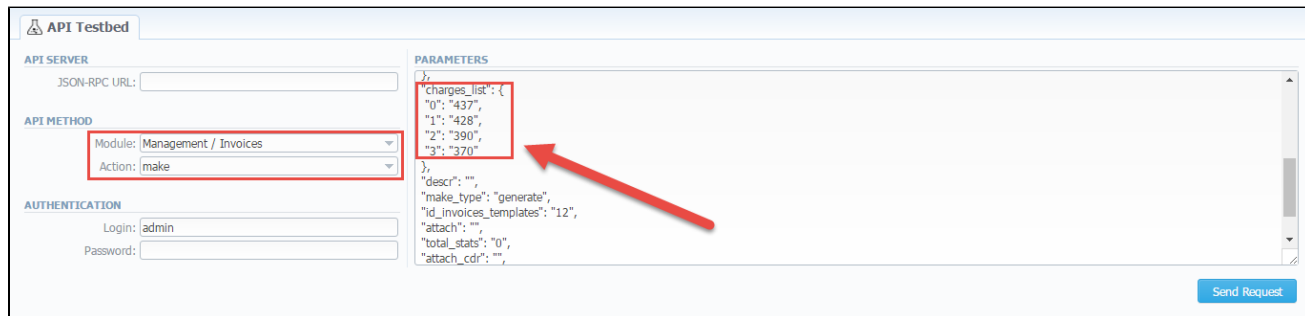 API Testbed
API SERVER
JSON-RPC URL:
API METHOD
Module: Management / Invoices
Action: make
AUTHENTICATION
Login: admin
Password:
PARAMETERS
},
"charges_list": {
"0": "437",
"1": "428",
"2": "390",
"3": "370"
},
"descr": "",
"make_type": "generate",
"id_invoices_templates": "12",
"attach": "",
"total_stats": "0",
"attach_cdr": "",
Send Request